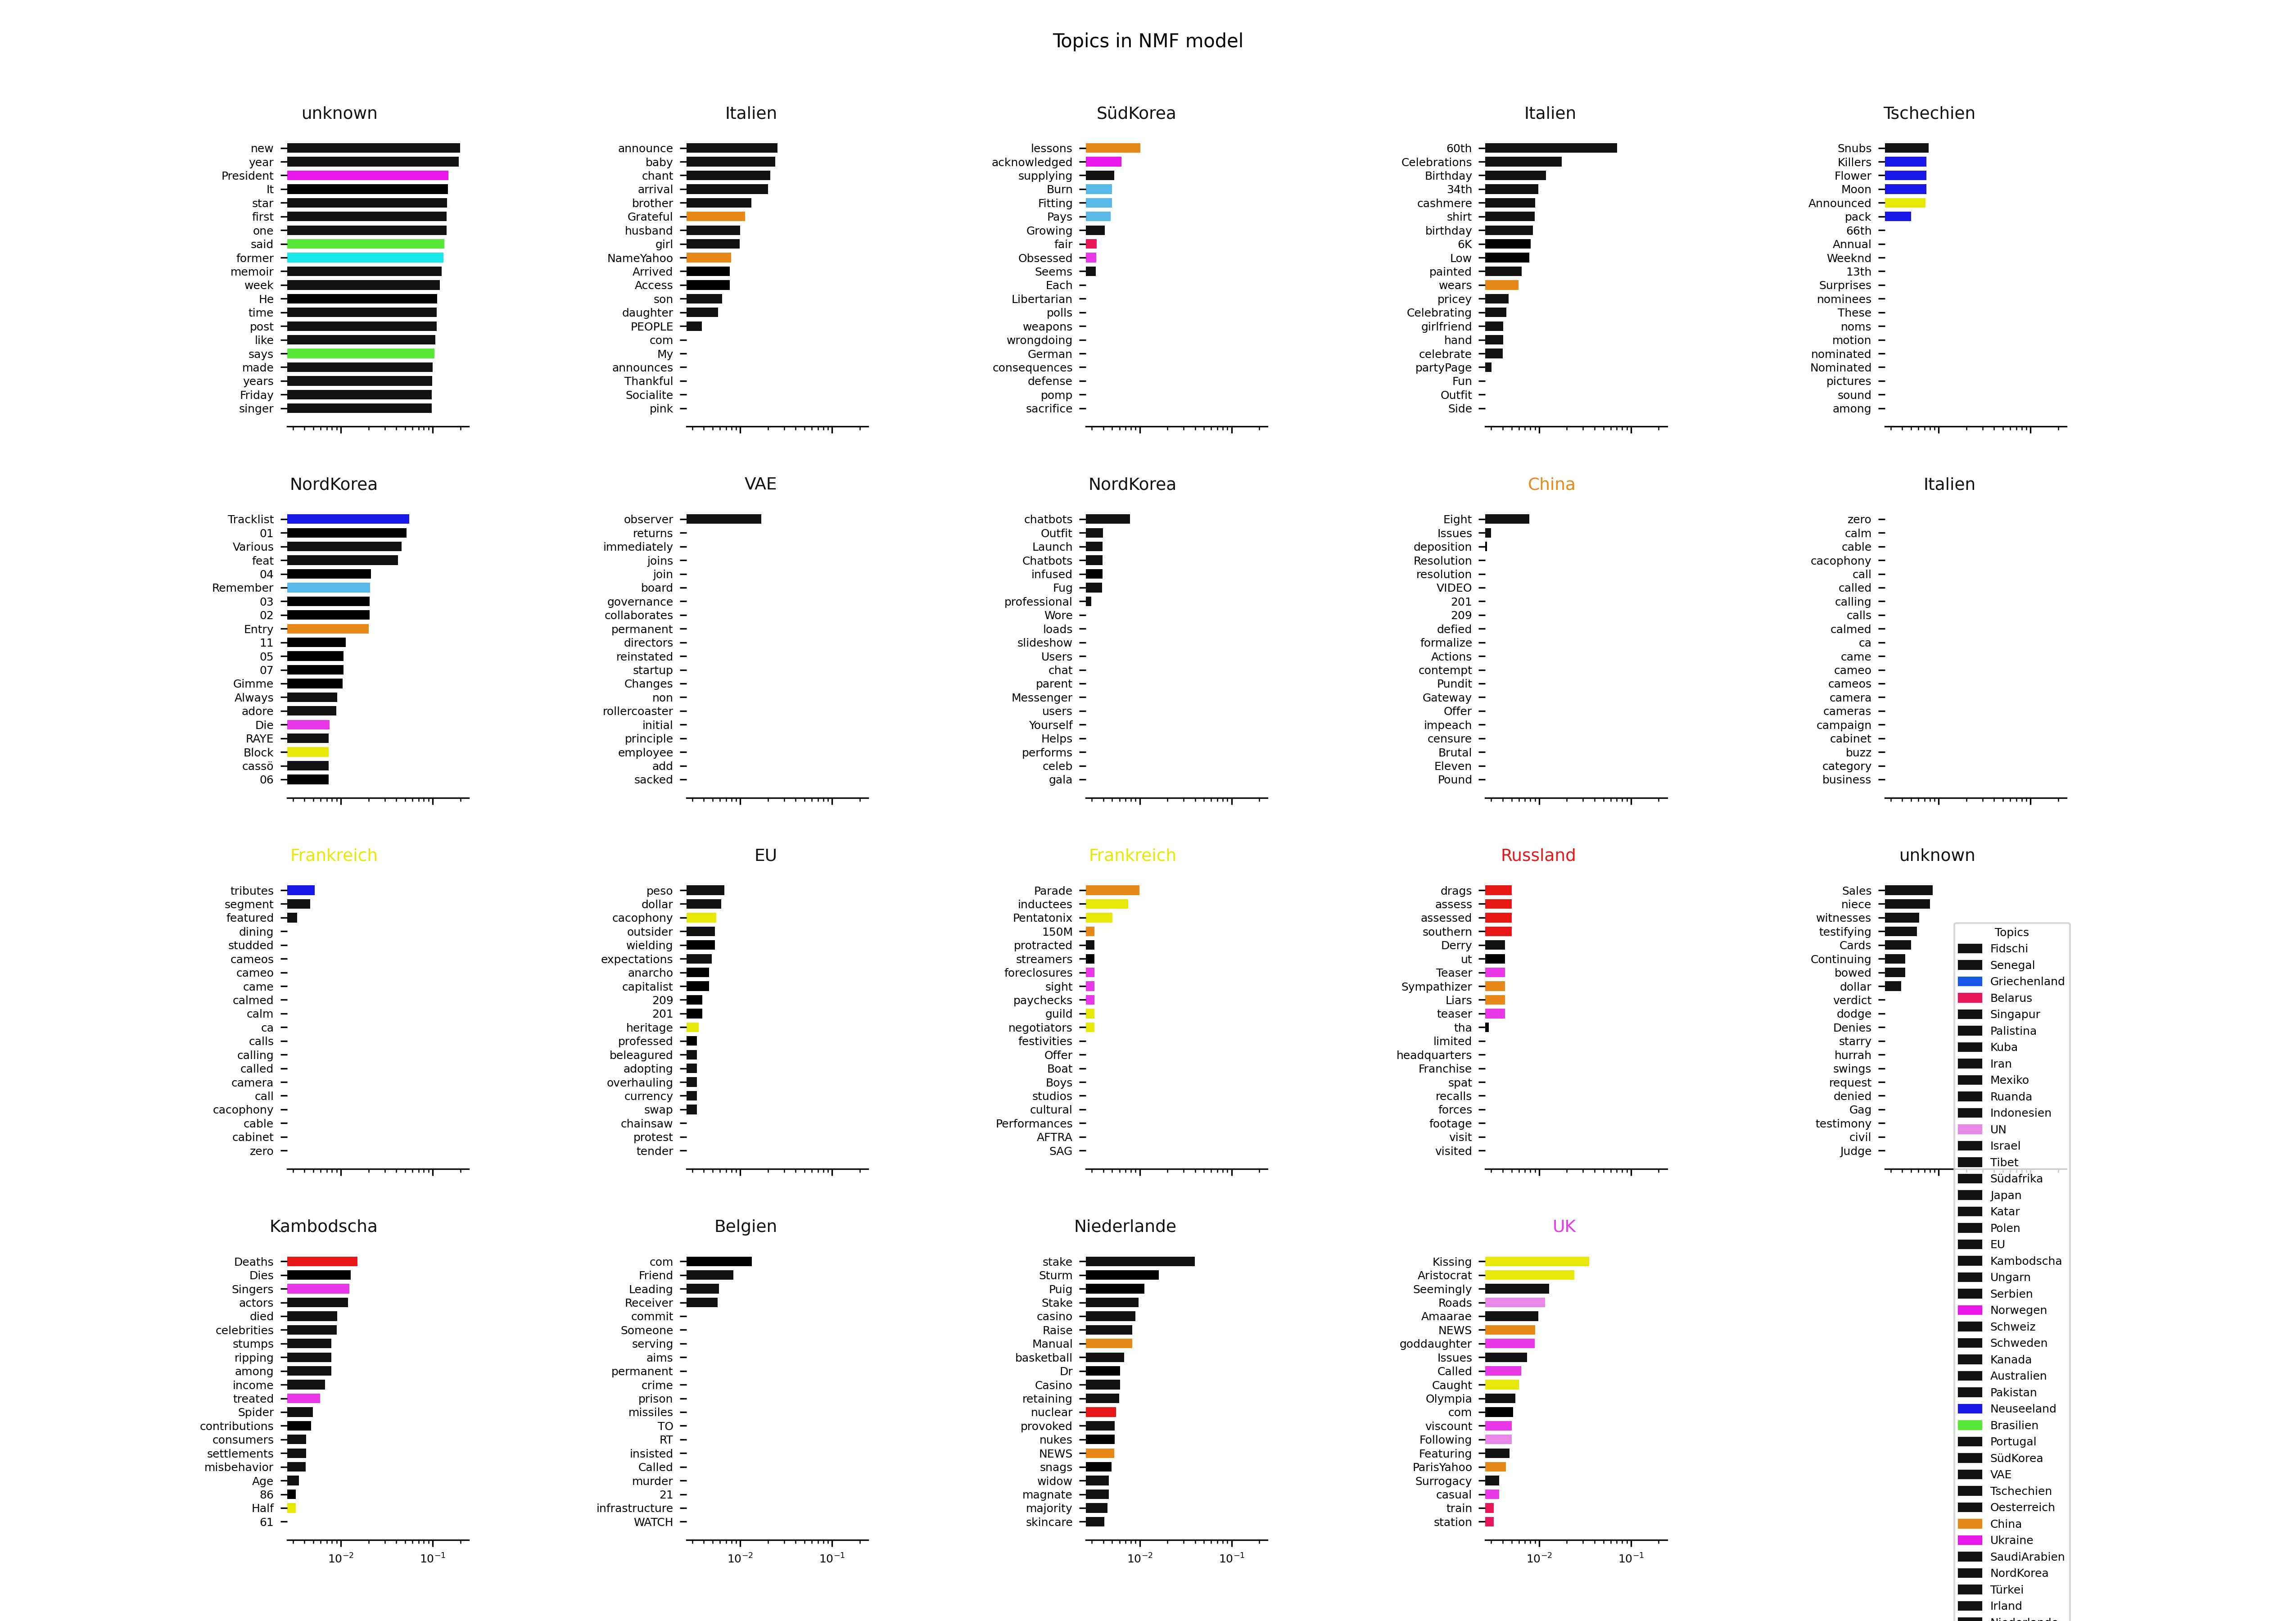 Topics in NMF model
unknown
new
year
President
It
star
first
one
said
former
memoir
week
He
time
post
like
says
made
years
Friday
singer
Italien
announce
baby
chant
arrival
brother
Grateful
husband
girl
NameYahoo
Arrived
Access
son
daughter
PEOPLE
com
My
announces
Thankful
Socialite
pink
SüdKorea
lessons
acknowledged
supplying
Burn
Fitting
Pays
Growing
fair
Obsessed
Seems
Each
Libertarian
polls
weapons
wrongdoing
German
consequences
defense
pomp
sacrifice
Italien
60th
Celebrations
Birthday
34th
cashmere
shirt
birthday
6K
Low
painted
wears
pricey
Celebrating
girlfriend
hand
celebrate
partyPage
Fun
Outfit
Side
Tschechien
Snubs
Killers
Flower
Moon
Announced
pack
66th
Annual
Weeknd
13th
Surprises
nominees
These
noms
motion
nominated
Nominated
pictures
sound
among
NordKorea
Tracklist
01
Various
feat
04
Remember
03
02
Entry
11
05
07
Gimme
Always
adore
Die
RAYE
Block
cassö
06
VAE
observer
returns
immediately
joins
join
board
governance
collaborates
permanent
directors
reinstated
startup
Changes
non
rollercoaster
initial
principle
employee
add
sacked
NordKorea
chatbots
Outfit
Launch
Chatbots
infused
Fug
professional
Wore
loads
slideshow
Users
chat
parent
Messenger
users
Yourself
Helps
performs
celeb
gala
China
Eight
Issues
deposition
Resolution
resolution
VIDEO
201
209
defied
formalize
Actions
contempt
Pundit
Gateway
Offer
impeach
censure
Brutal
Eleven
Pound
Italien
zero
calm
cable
cacophony
call
called
calling
calls
calmed
ca
came
cameo
cameos
camera
cameras
campaign
cabinet
buzz
category
business
Frankreich
tributes
segment
featured
dining
studded
cameos
cameo
came
calmed
calm
ca
calls
calling
called
camera
call
cacophony
cable
cabinet
zero
EU
peso
dollar
cacophony
outsider
wielding
expectations
anarcho
capitalist
209
201
heritage
professed
beleagured
adopting
overhauling
currency
swap
chainsaw
protest
tender
Frankreich
Parade
inductees
Pentatonix
150M
protracted
streamers
foreclosures
sight
paychecks
guild
negotiators
festivities
Offer
Boat
Boys
studios
cultural
Performances
AFTRA
SAG
Russland
drags
assess
assessed
southern
Derry
ut
Teaser
Sympathizer
Liars
teaser
tha
limited
headquarters
Franchise
spat
recalls
forces
footage
visit
visited
unknown
Sales
niece
witnesses
testifying
Cards
Continuing
bowed
dollar
verdict
dodge
Denies
starry
hurrah
swings
request
denied
Gag
testimony
civil
Judge
Kambodscha
Deaths
Dies
Singers
actors
died
celebrities
stumps
ripping
among
income
treated
Spider
contributions
consumers
settlements
misbehavior
Age
86
Half
61
10⁻² 10⁻¹
Belgien
com
Friend
Leading
Receiver
commit
Someone
serving
aims
permanent
crime
prison
missiles
TO
RT
insisted
Called
murder
21
infrastructure
WATCH
10⁻² 10⁻¹
Niederlande
stake
Sturm
Puig
Stake
casino
Raise
Manual
basketball
Dr
Casino
retaining
nuclear
provoked
nukes
NEWS
snags
widow
magnate
majority
skincare
10⁻² 10⁻¹
UK
Kissing
Aristocrat
Seemingly
Roads
Amaarae
NEWS
goddaughter
Issues
Called
Caught
Olympia
com
viscount
Following
Featuring
ParisYahoo
Surrogacy
casual
train
station
10⁻² 10⁻¹
Topics
Fidschi
Senegal
Griechenland
Belarus
Singapur
Palistina
Kuba
Iran
Mexiko
Ruanda
Indonesien
UN
Israel
Tibet
Südafrika
Japan
Katar
Polen
EU
Kambodscha
Ungarn
Serbien
Norwegen
Schweiz
Schweden
Kanada
Australien
Pakistan
Neuseeland
Brasilien
Portugal
SüdKorea
VAE
Tschechien
Oesterreich
China
Ukraine
SaudiArabien
NordKorea
Türkei
Irland